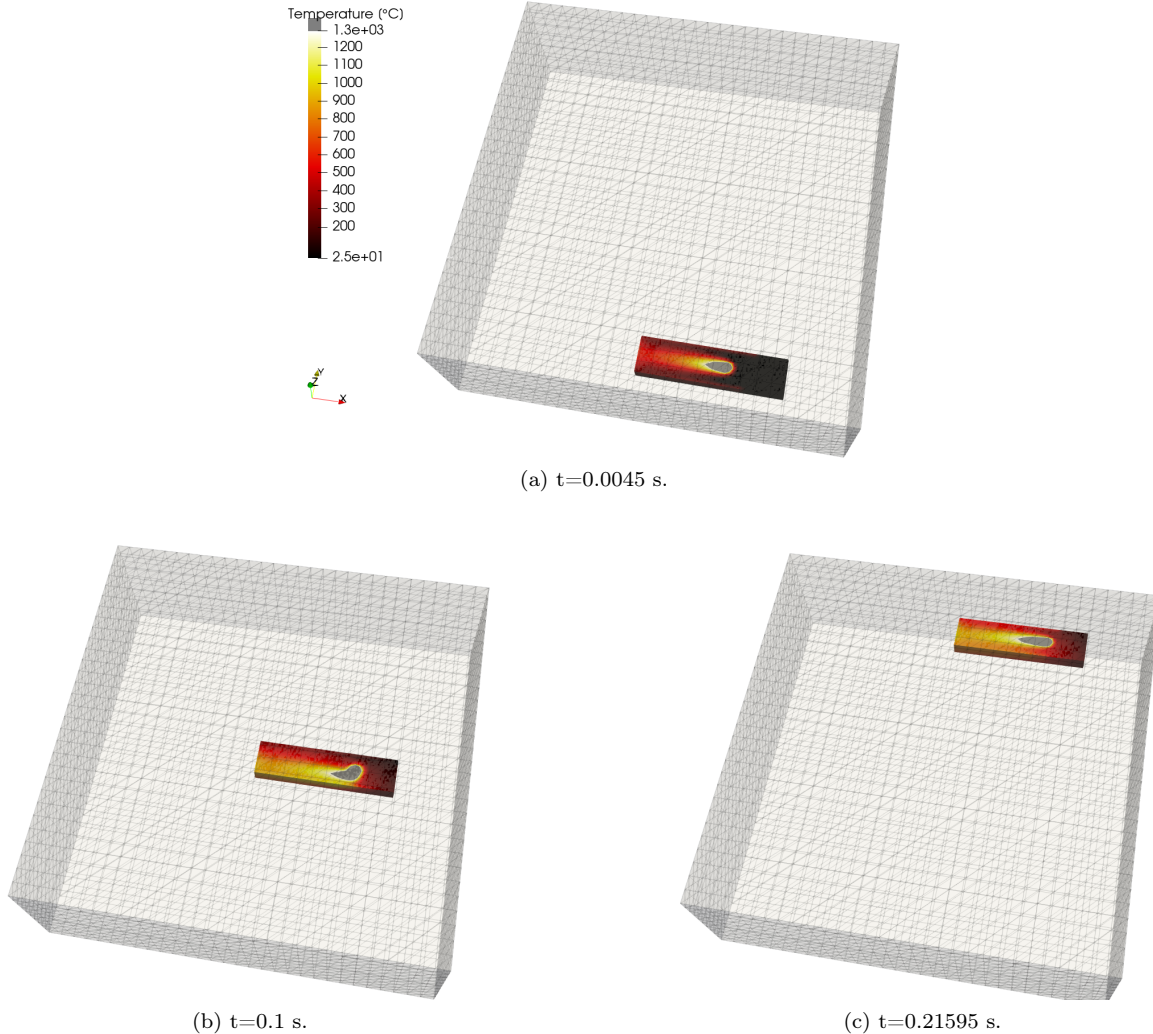 Temperature [°C]
1.3e+03
1200
1100
1000
900
800
700
600
500
400
300
200
2.5e+01
Y
Z
X
(a) t=0.0045 s.
(b) t=0.1 s.
(c) t=0.21595 s.